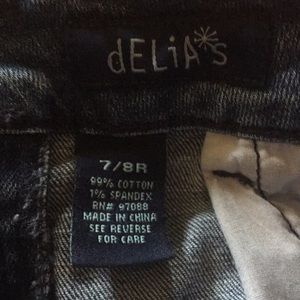 dELiA*s
7/8R
99% COTTON
1% SPANDEX
RN# 97088
MADE IN CHINA
SEE REVERSE
FOR CARE